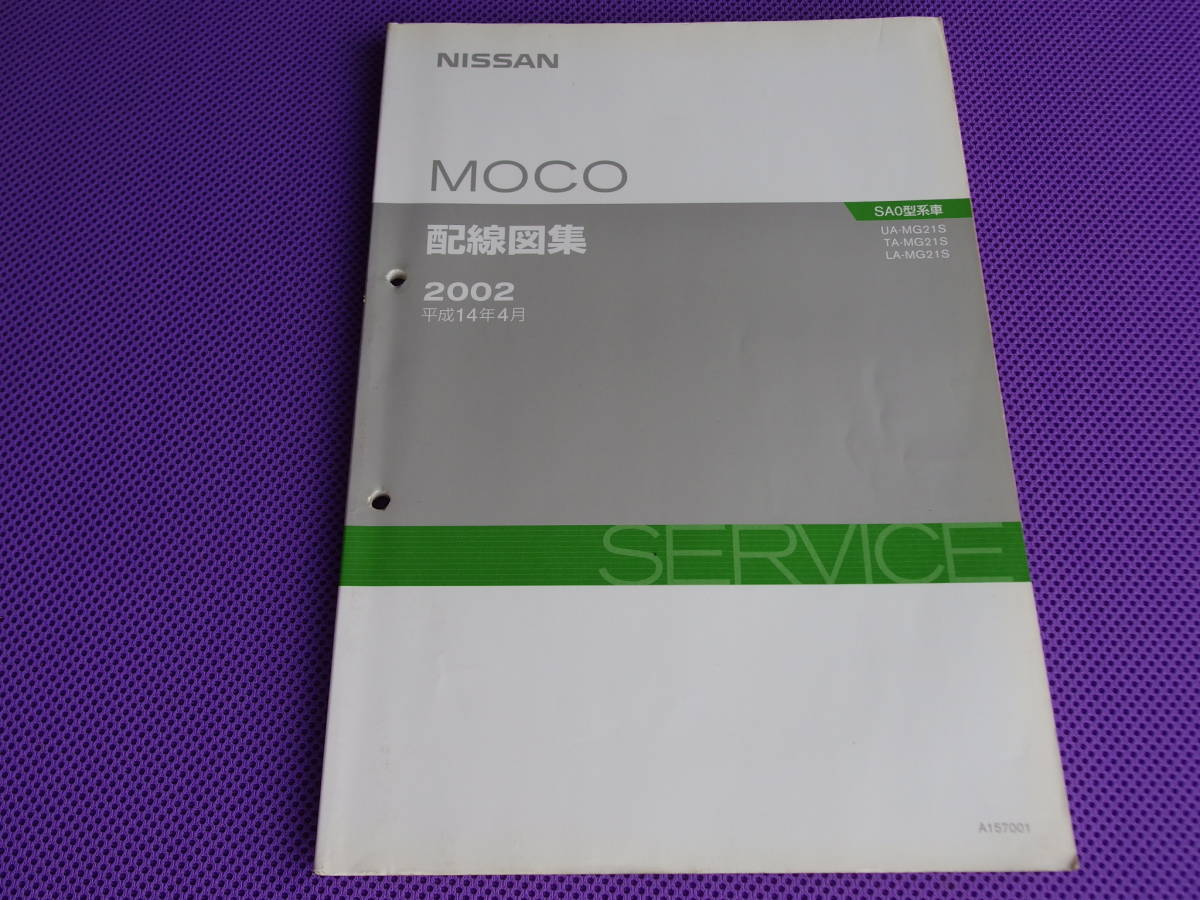 NISSAN
MOCO
SA0型系車
UA-MG21S
TA-MG21S
LA-MG21S
配線図集
2002
平成14年4月
SERVICE
A157001